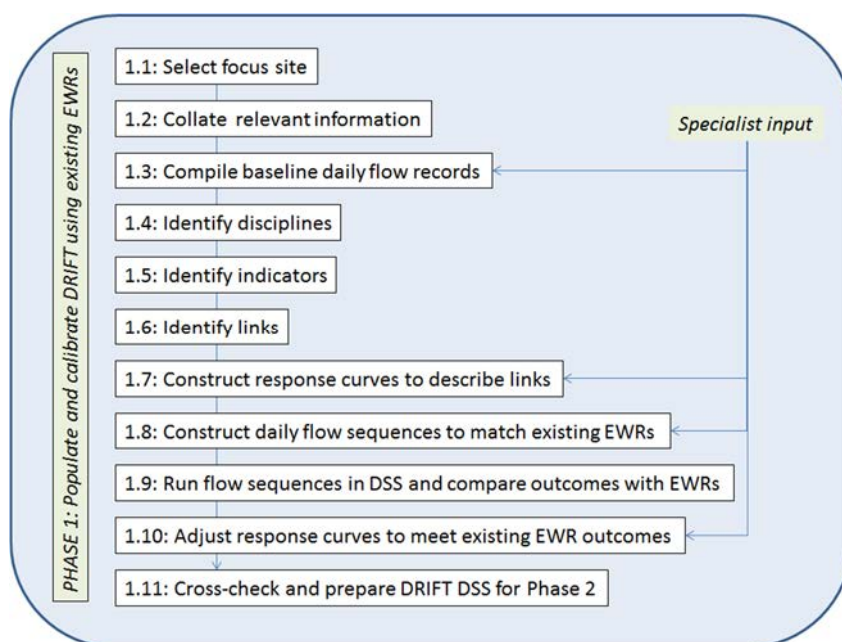 PHASE 1: Populate and calibrate DRIFT using existing EWRs
1.1: Select focus site
1.2: Collate relevant information
Specialist input
1.3: Compile baseline daily flow records
1.4: Identify disciplines
1.5: Identify indicators
1.6: Identify links
1.7: Construct response curves to describe links
1.8: Construct daily flow sequences to match existing EWRs
1.9: Run flow sequences in DSS and compare outcomes with EWRs
1.10: Adjust response curves to meet existing EWR outcomes
1.11: Cross-check and prepare DRIFT DSS for Phase 2